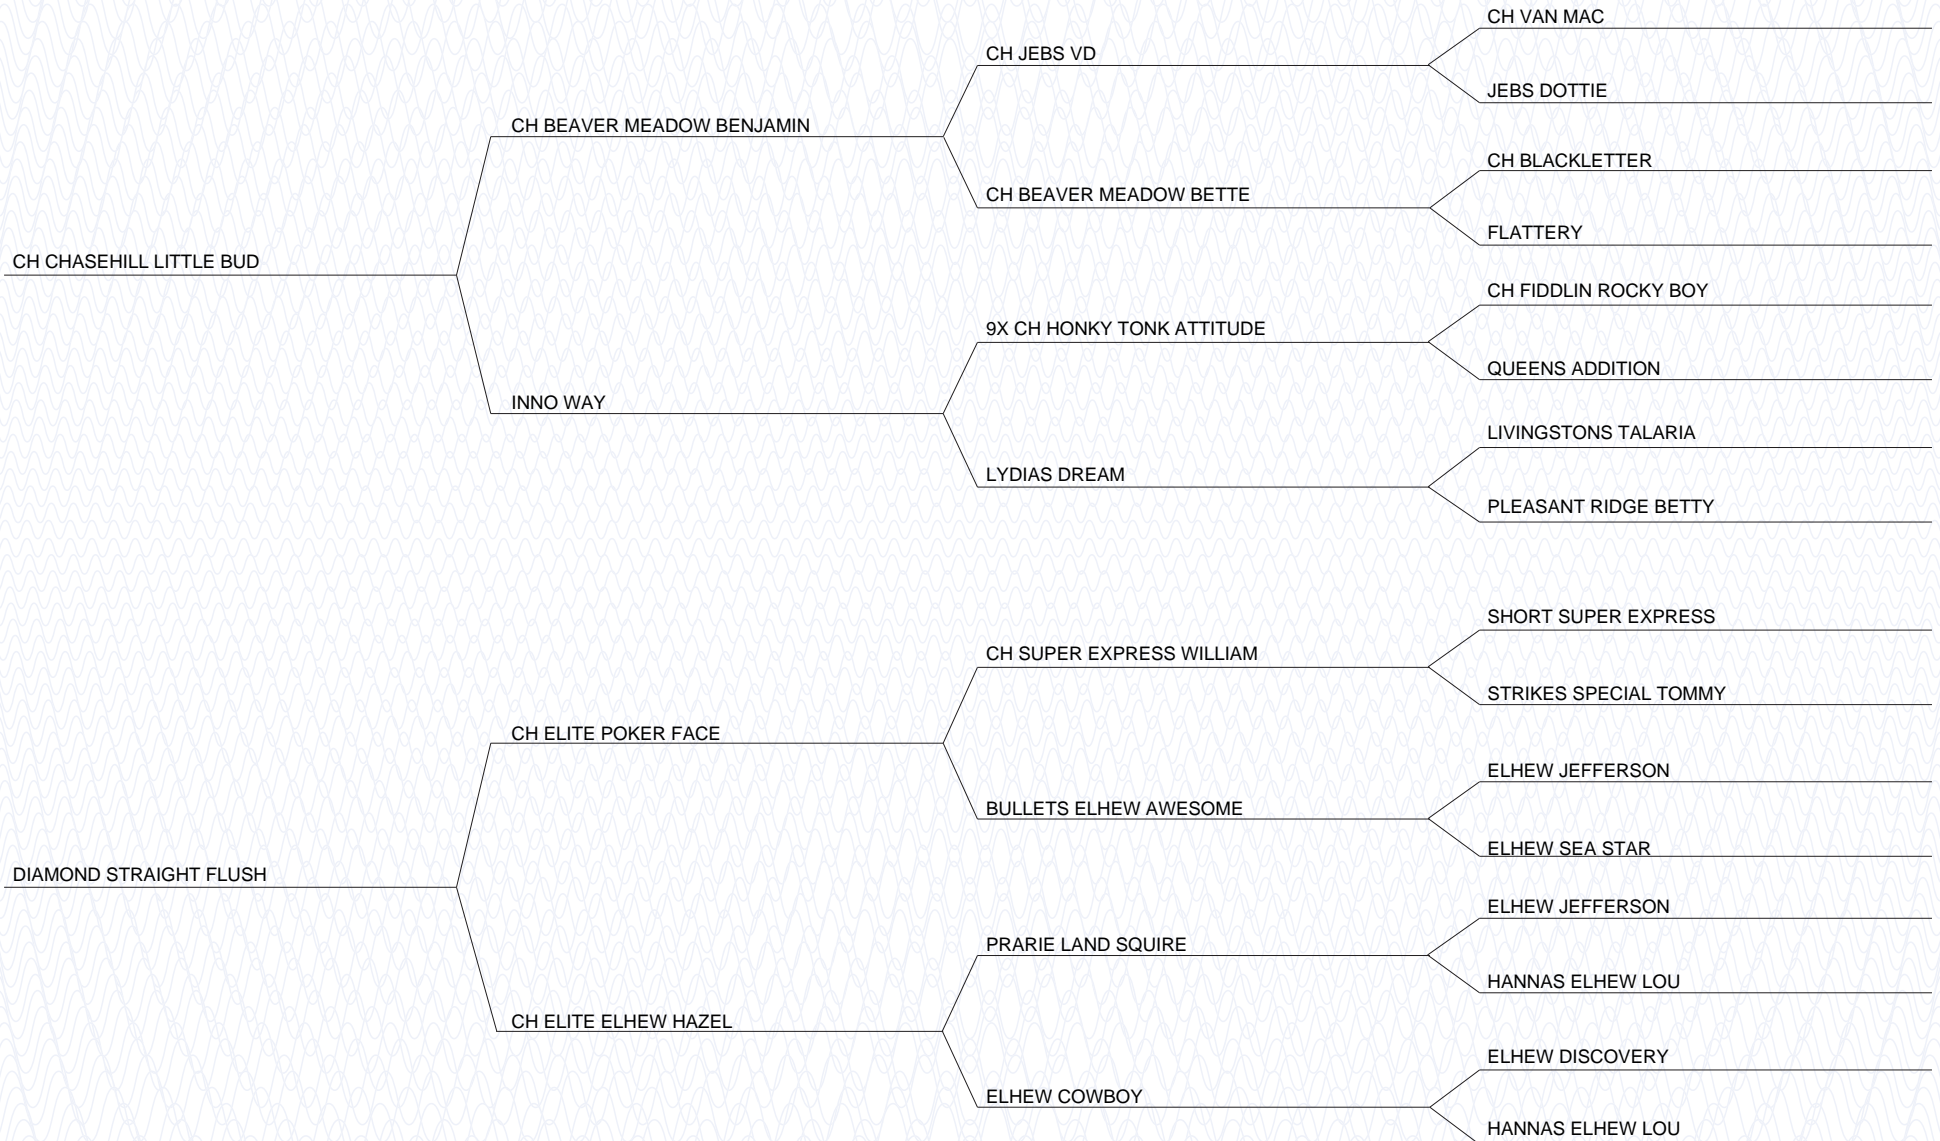 CH VAN MAC
CH JEBS VD
JEBS DOTTIE
CH BEAVER MEADOW BENJAMIN
CH BLACKLETTER
CH BEAVER MEADOW BETTE
FLATTERY
CH CHASEHILL LITTLE BUD
CH FIDDLIN ROCKY BOY
9X CH HONKY TONK ATTITUDE
QUEENS ADDITION
INNO WAY
LIVINGSTONS TALARIA
LYDIAS DREAM
PLEASANT RIDGE BETTY
SHORT SUPER EXPRESS
CH SUPER EXPRESS WILLIAM
STRIKES SPECIAL TOMMY
CH ELITE POKER FACE
ELHEW JEFFERSON
BULLETS ELHEW AWESOME
ELHEW SEA STAR
DIAMOND STRAIGHT FLUSH
ELHEW JEFFERSON
PRARIE LAND SQUIRE
HANNAS ELHEW LOU
CH ELITE ELHEW HAZEL
ELHEW DISCOVERY
ELHEW COWBOY
HANNAS ELHEW LOU